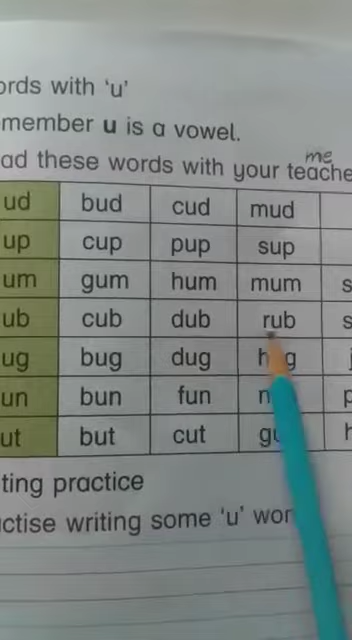 ords with 'u'
member u is a vowel.
me
ad these words with your teache
ud bud cud mud
up cup pup sup
um gum hum mum s
ub cub dub rub s
ug bug dug j
un bun fun p
ut but cut h
ting practice
ctise writing some 'u' wor